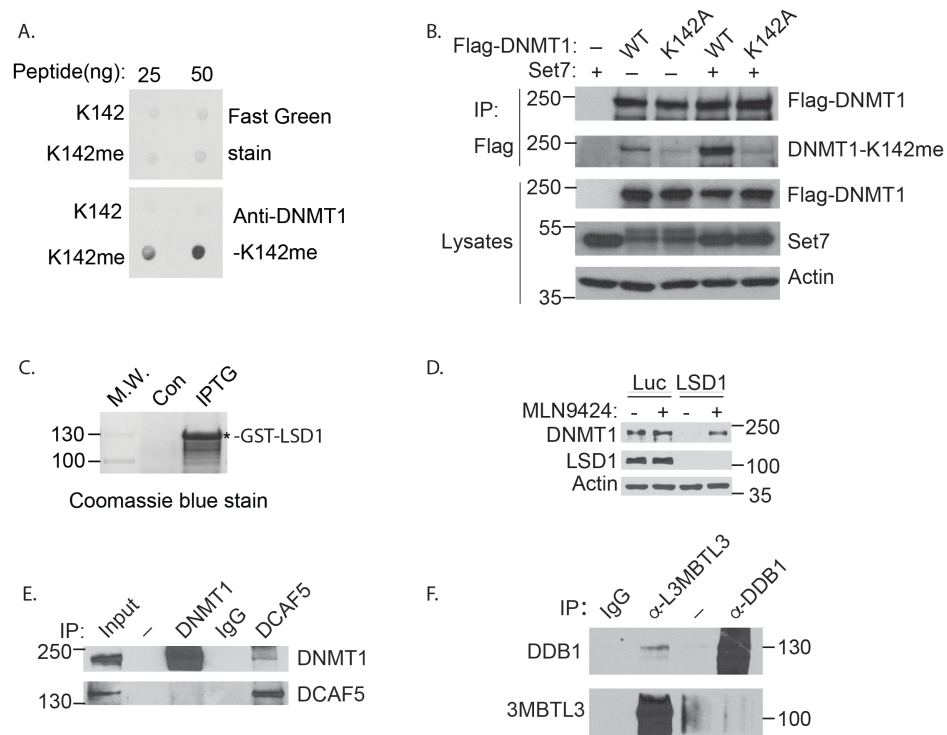 A.
Peptide(ng): 25 50
K142
Fast Green
K142me
stain
K142
Anti-DNMT1
K142me
-K142me
B.
Flag-DNMT1: – WT K142A WT K142A
Set7: + – – + +
IP:
Flag
250 Flag-DNMT1
250 DNMT1-K142me
Lysates
250 Flag-DNMT1
55 Set7
Actin
35
C.
M.W. Con IPTG
130 * -GST-LSD1
100
Coomassie blue stain
D.
Luc LSD1
MLN9424: - + - +
DNMT1 250
LSD1 100
Actin 35
E.
IP: Input – DNMT1 IgG DCAF5
250 DNMT1
130 DCAF5
F.
IP: IgG α-L3MBTL3 – α-DDB1
DDB1 130
3MBTL3 100